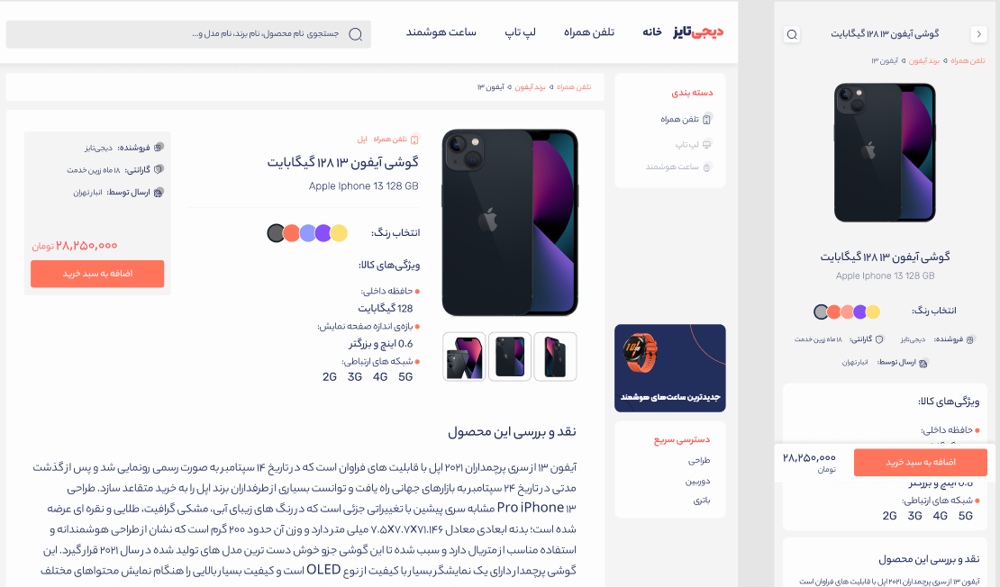 دیجی‌تایز
خانه
تلفن همراه
لپ تاپ
ساعت هوشمند
جستجوی نام محصول، نام برند، نام مدل و...
دسته بندی
تلفن همراه
لپ تاپ
ساعت هوشمند
تلفن همراه
برند آیفون
آیفون ۱۳
تلفن همراه اپل
گوشی آیفون ۱۳ ۱۲۸ گیگابایت
Apple Iphone 13 128 GB
انتخاب رنگ:
ویژگی‌های کالا:
حافظه داخلی:
128 گیگابایت
بازه‌ی اندازه صفحه نمایش:
0.6 اینچ و بزرگتر
شبکه های ارتباطی:
2G 3G 4G 5G
فروشنده: دیجی‌تایز
گارانتی: ۱۸ ماه زرین خدمت
ارسال توسط: انبار تهران
۲۸,۲۵۰,۰۰۰ تومان
اضافه به سبد خرید
جدیدترین ساعت‌های هوشمند
دسترسی سریع
طراحی
دوربین
باتری
نقد و بررسی این محصول
آیفون ۱۳ از سری پرچمداران ۲۰۲۱ اپل با قابلیت های فراوان است که در تاریخ ۱۴ سپتامبر به صورت رسمی رونمایی شد و پس از گذشت
مدتی در تاریخ ۲۴ سپتامبر به بازارهای جهانی راه یافت و توانست بسیاری از طرفداران برند اپل را به خرید متقاعد سازد. طراحی
Pro iPhone ۱۳ مشابه سری پیشین با تغییراتی جزئی است که در رنگ های زیبای آبی، مشکی گرافیت، طلایی و نقره ای عرضه
شده است؛ بدنه ابعادی معادل ۷.۵X۷.۷X۷۱.۱۴۶ میلی متر دارد و وزن آن حدود ۲۰۰ گرم است که نشان از طراحی هوشمندانه و
استفاده مناسب از متریال دارد و سبب شده تا این گوشی جزو خوش دست ترین مدل های تولید شده در سال ۲۰۲۱ قرار گیرد. این
گوشی پرچمدار دارای یک نمایشگر بسیار با کیفیت از نوع OLED است و کیفیت بسیار بالایی را هنگام نمایش محتواهای مختلف
گوشی آیفون ۱۳ ۱۲۸ گیگابایت
تلفن همراه
برند آیفون
آیفون ۱۳
گوشی آیفون ۱۳ ۱۲۸ گیگابایت
Apple Iphone 13 128 GB
انتخاب رنگ:
فروشنده: دیجی‌تایز
گارانتی: ۱۸ ماه زرین خدمت
ارسال توسط: انبار تهران
ویژگی‌های کالا:
حافظه داخلی:
اضافه به سبد خرید
۲۸,۲۵۰,۰۰۰
تومان
0.6 اینچ و بزرگتر
شبکه های ارتباطی:
2G 3G 4G 5G
نقد و بررسی این محصول
آیفون ۱۳ از سری پرچمداران ۲۰۲۱ اپل با قابلیت های فراوان است